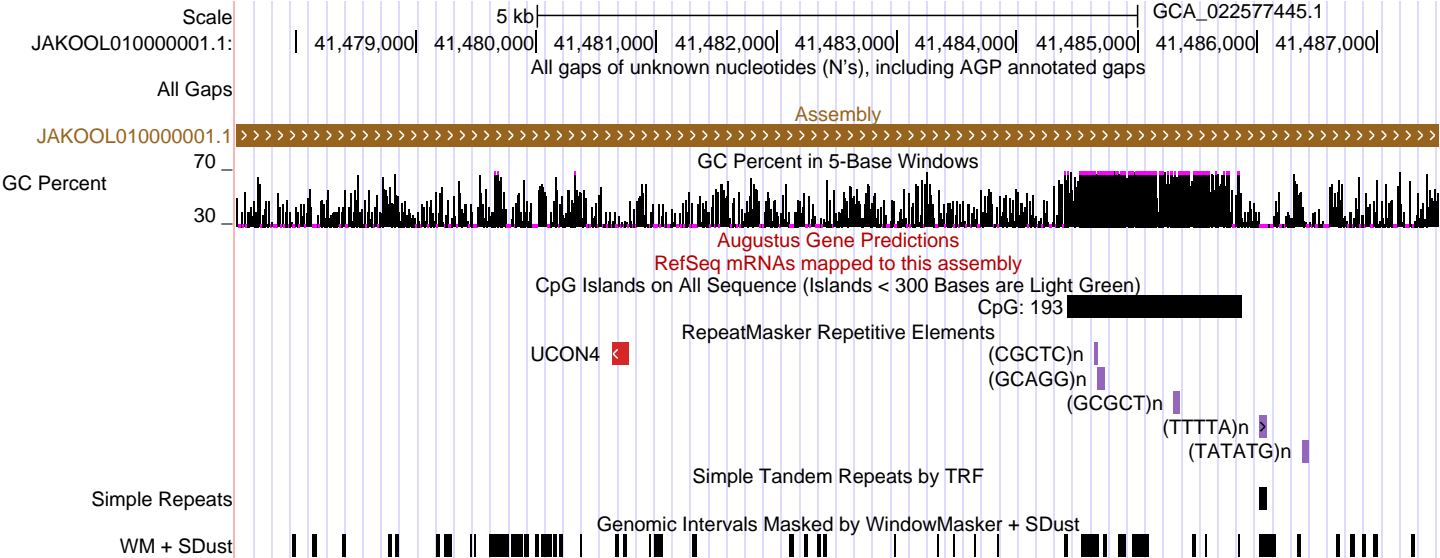 Scale 5 kb GCA_022577445.1
JAKOOL010000001.1: 41,479,000 41,480,000 41,481,000 41,482,000 41,483,000 41,484,000 41,485,000 41,486,000 41,487,000
All gaps of unknown nucleotides (N's), including AGP annotated gaps
All Gaps
Assembly
JAKOOL010000001.1
GC Percent in 5-Base Windows
70
GC Percent
30
Augustus Gene Predictions
RefSeq mRNAs mapped to this assembly
CpG Islands on All Sequence (Islands < 300 Bases are Light Green)
CpG: 193
RepeatMasker Repetitive Elements
UCON4 (CGCTC)n
(GCAGG)n
(GCGCT)n
(TTTTA)n
(TATATG)n
Simple Tandem Repeats by TRF
Simple Repeats
Genomic Intervals Masked by WindowMasker + SDust
WM + SDust